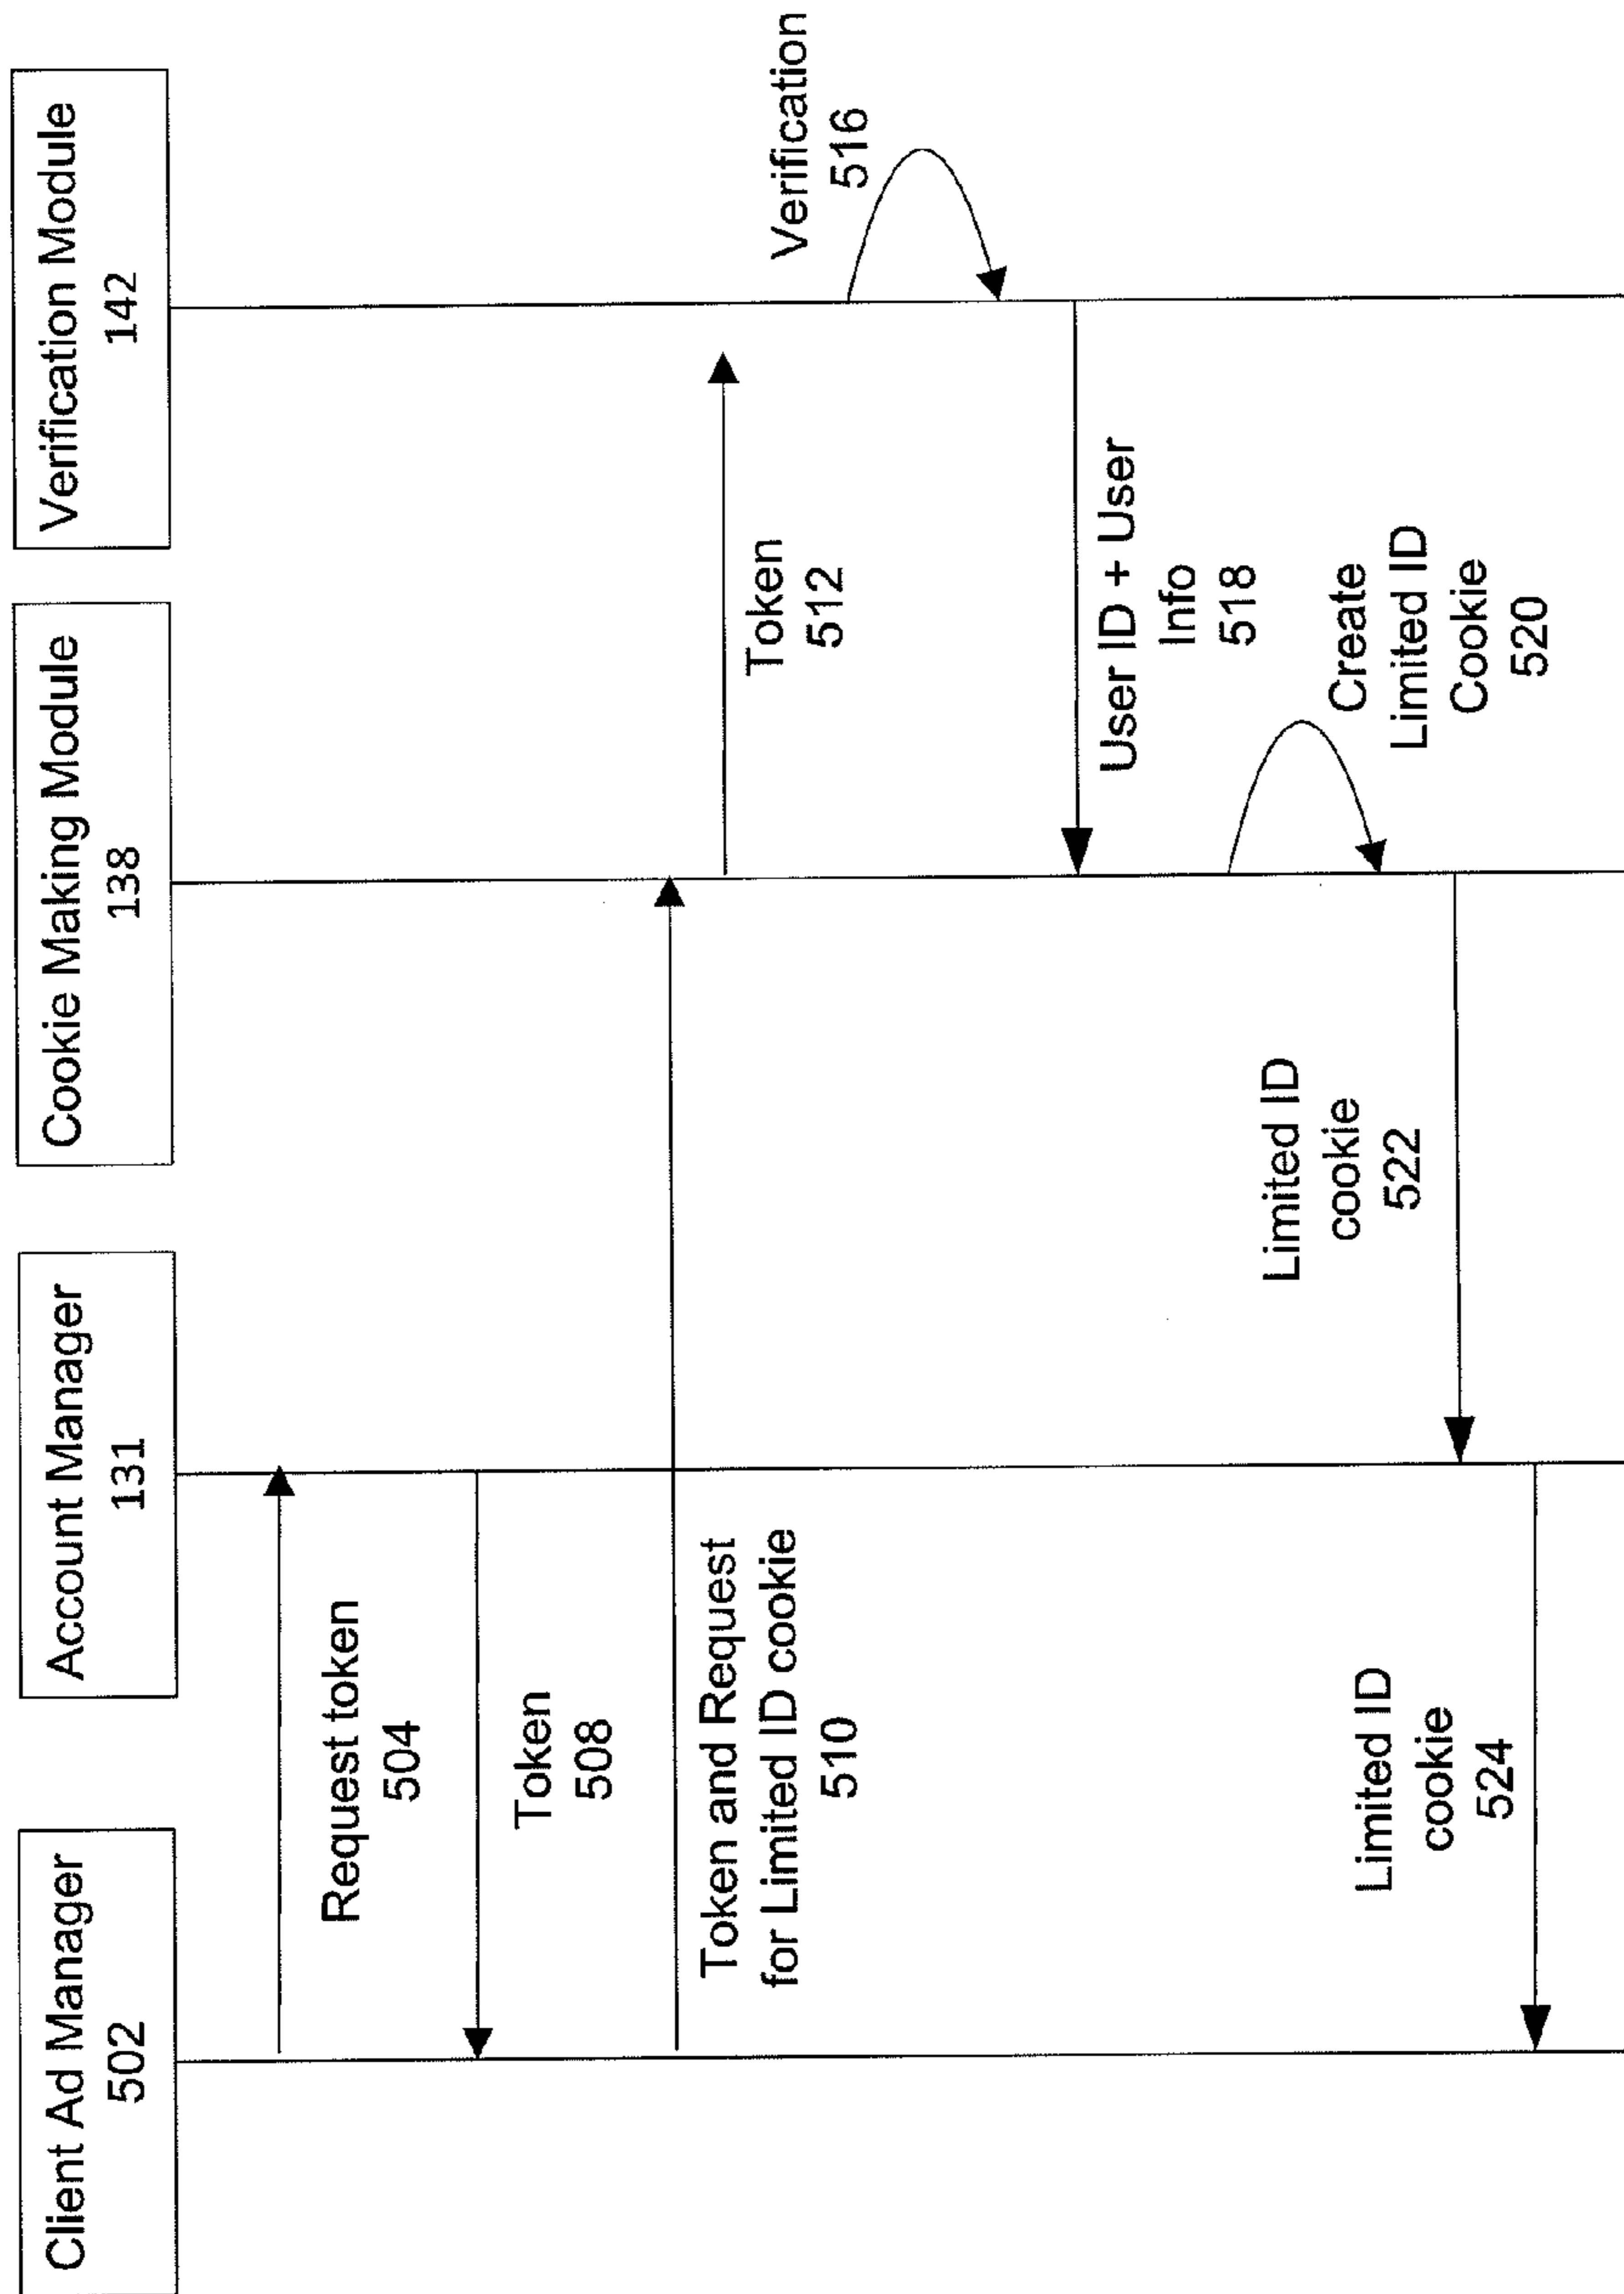 Client Ad Manager
502
Account Manager
131
Cookie Making Module
138
Verification Module
142
Request token
504
Token
508
Token and Request
for Limited ID cookie
510
Token
512
Verification
516
User ID + User
Info
518
Create
Limited ID
Cookie
520
Limited ID
cookie
522
Limited ID
cookie
524